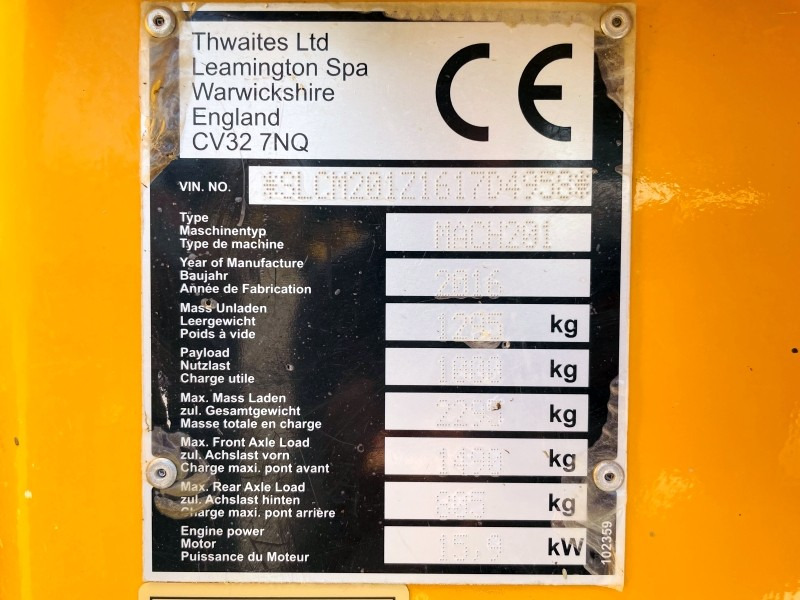 Thwaites Ltd
Leamington Spa
Warwickshire
England
CV32 7NQ
CE
VIN. NO.
Type
Maschinentyp
Type de machine
MACH201
Year of Manufacture
Baujahr
Année de Fabrication
2016
Mass Unladen
Leergewicht
Poids à vide
kg
Payload
Nutzlast
Charge utile
1000 kg
Max. Mass Laden
zul. Gesamtgewicht
Masse totale en charge
kg
Max. Front Axle Load
zul. Achslast vorn
Charge maxi. pont avant
kg
Max. Rear Axle Load
zul. Achslast hinten
Charge maxi. pont arrière
kg
Engine power
Motor
Puissance du Moteur
15,9 kW
102359